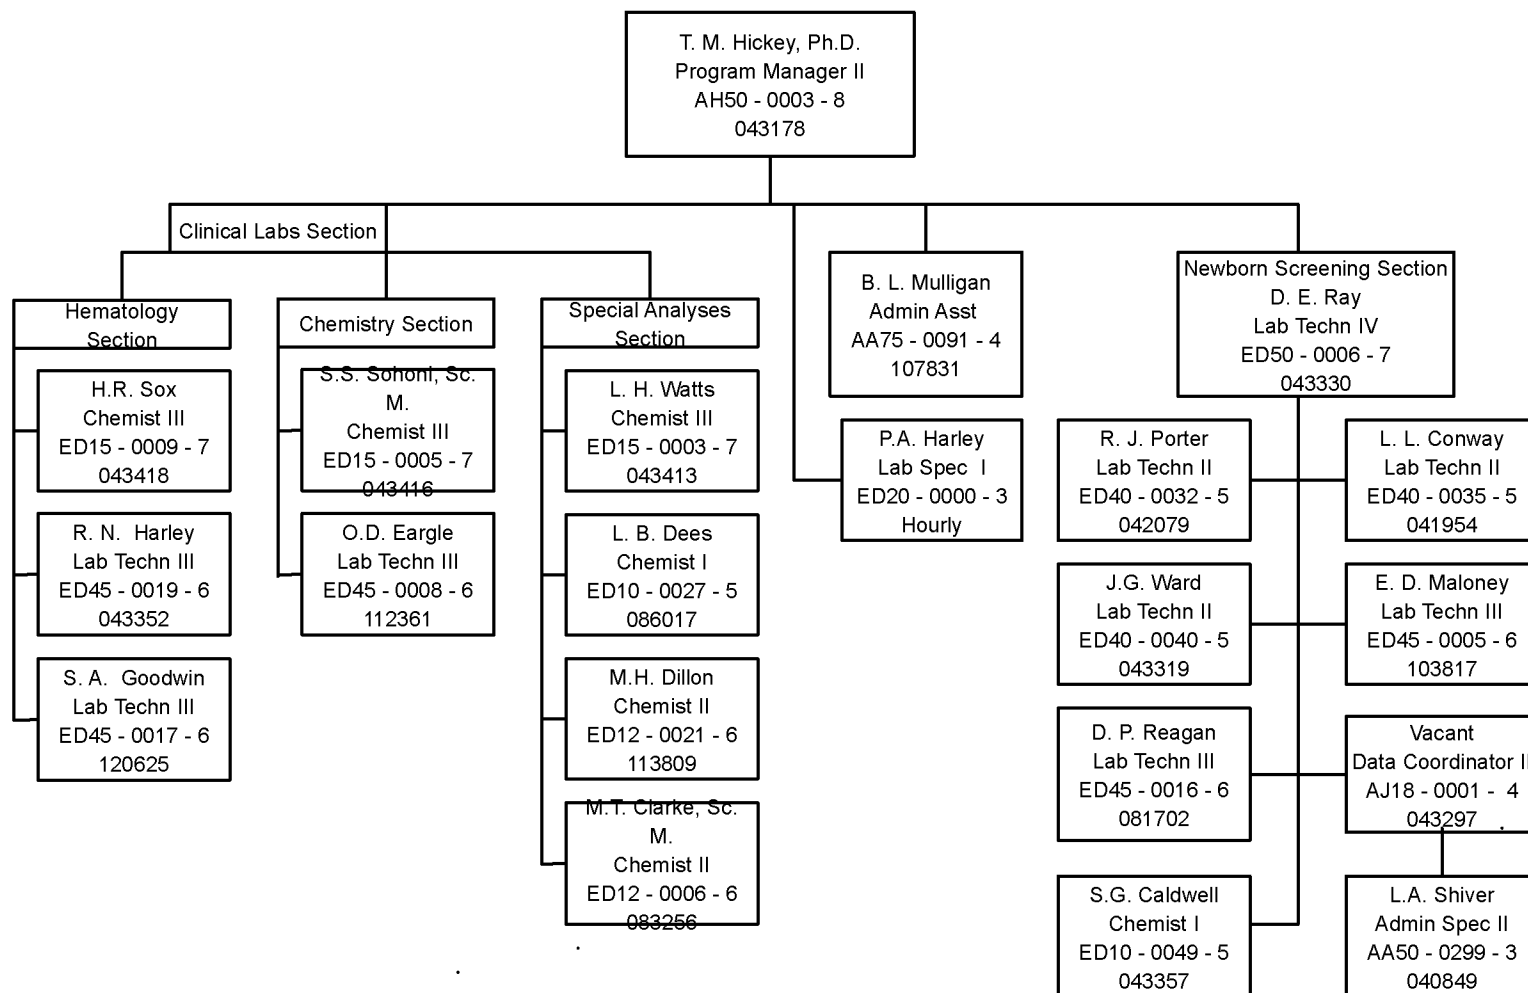 T. M. Hickey, Ph.D.
Program Manager II
AH50 - 0003 - 8
043178
Clinical Labs Section
Hematology
Section
H.R. Sox
Chemist III
ED15 - 0009 - 7
043418
R. N. Harley
Lab Techn III
ED45 - 0019 - 6
043352
S. A. Goodwin
Lab Techn III
ED45 - 0017 - 6
120625
Chemistry Section
S.S. Sohoni, Sc.
M.
Chemist III
ED15 - 0005 - 7
043416
O.D. Eargle
Lab Techn III
ED45 - 0008 - 6
112361
Special Analyses
Section
L. H. Watts
Chemist III
ED15 - 0003 - 7
043413
L. B. Dees
Chemist I
ED10 - 0027 - 5
086017
M.H. Dillon
Chemist II
ED12 - 0021 - 6
113809
M.T. Clarke, Sc.
M.
Chemist II
ED12 - 0006 - 6
083256
B. L. Mulligan
Admin Asst
AA75 - 0091 - 4
107831
P.A. Harley
Lab Spec I
ED20 - 0000 - 3
Hourly
Newborn Screening Section
D. E. Ray
Lab Techn IV
ED50 - 0006 - 7
043330
R. J. Porter
Lab Techn II
ED40 - 0032 - 5
042079
L. L. Conway
Lab Techn II
ED40 - 0035 - 5
041954
J.G. Ward
Lab Techn II
ED40 - 0040 - 5
043319
E. D. Maloney
Lab Techn III
ED45 - 0005 - 6
103817
D. P. Reagan
Lab Techn III
ED45 - 0016 - 6
081702
Vacant
Data Coordinator II
AJ18 - 0001 - 4
043297
S.G. Caldwell
Chemist I
ED10 - 0049 - 5
043357
L.A. Shiver
Admin Spec II
AA50 - 0299 - 3
040849